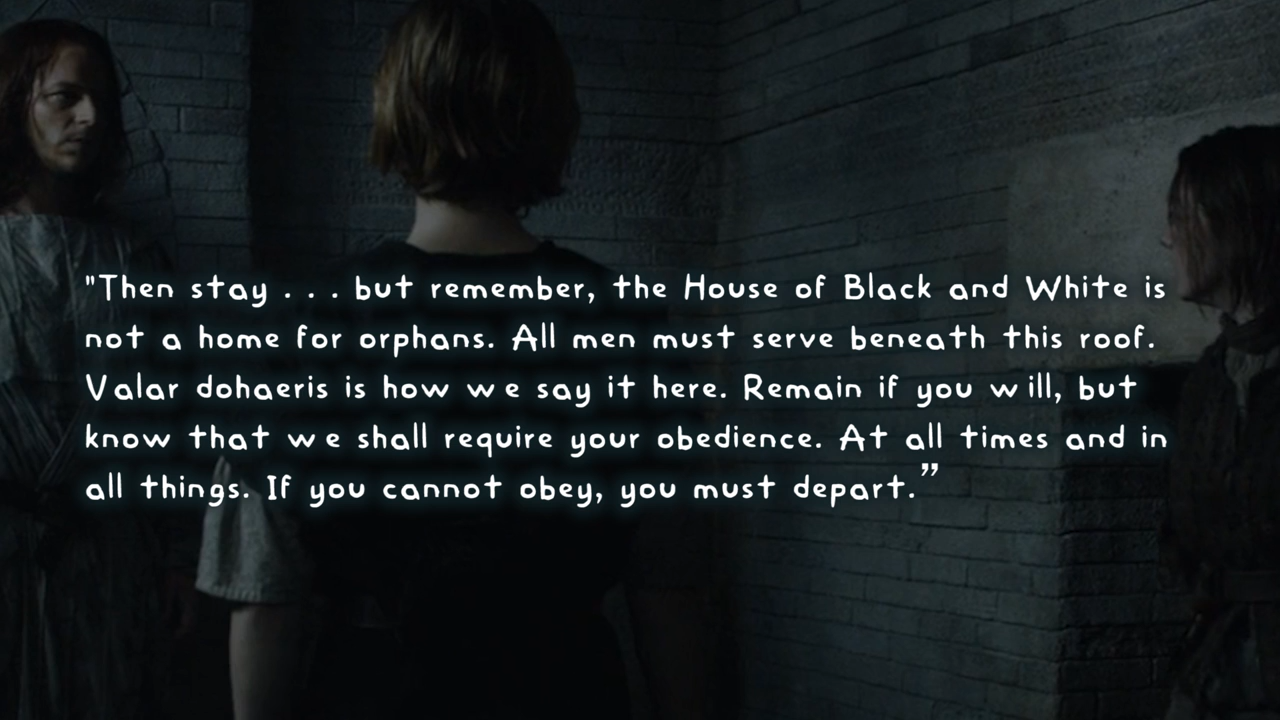 "Then stay . . . but remember, the House of Black and White is
not a home for orphans. All men must serve beneath this roof.
Valar dohaeris is how we say it here. Remain if you will, but
know that we shall require your obedience. At all times and in
all things. If you cannot obey, you must depart.”